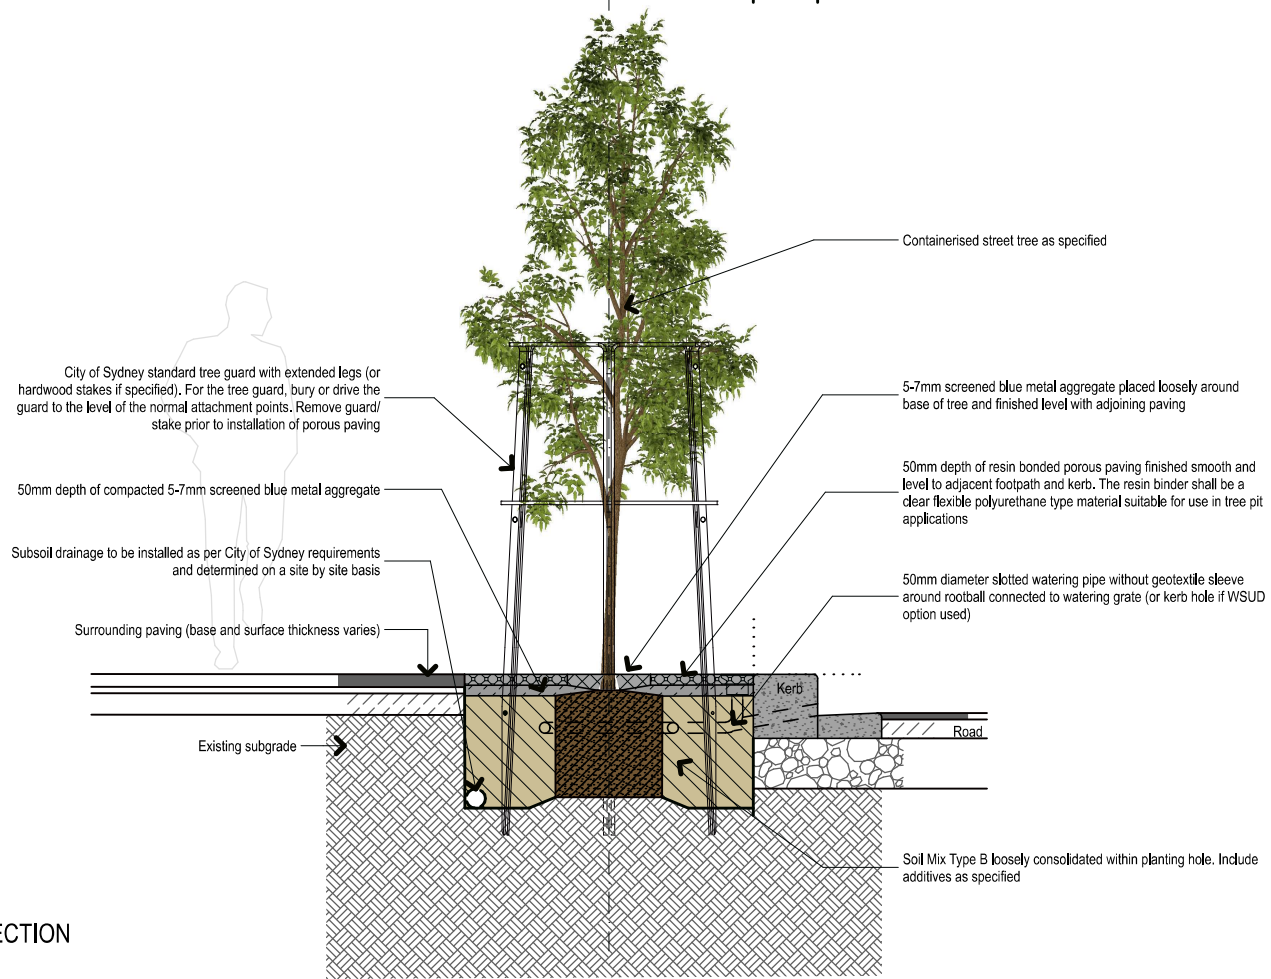 Containerised street tree as specified
City of Sydney standard tree guard with extended legs (or
hardwood stakes if specified). For the tree guard, bury or drive the
guard to the level of the normal attachment points. Remove guard/
stake prior to installation of porous paving
5-7mm screened blue metal aggregate placed loosely around
base of tree and finished level with adjoining paving
50mm depth of compacted 5-7mm screened blue metal aggregate
50mm depth of resin bonded porous paving finished smooth and
level to adjacent footpath and kerb. The resin binder shall be a
clear flexible polyurethane type material suitable for use in tree pit
applications
Subsoil drainage to be installed as per City of Sydney requirements
and determined on a site by site basis
50mm diameter slotted watering pipe without geotextile sleeve
around rootball connected to watering grate (or kerb hole if WSUD
option used)
Surrounding paving (base and surface thickness varies)
Kerb
Road
Existing subgrade
Soil Mix Type B loosely consolidated within planting hole. Include
additives as specified
ECTION